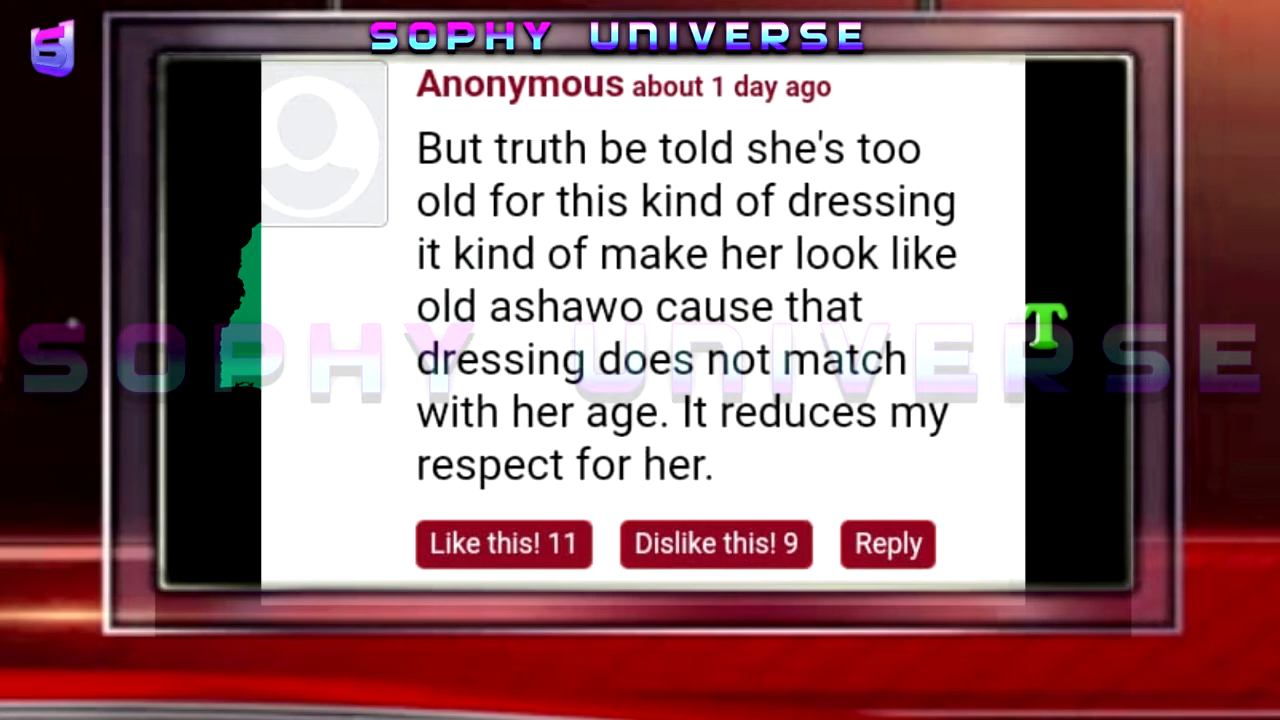 SOPHY UNIVERSE
Anonymous about 1 day ago
But truth be told she's too
old for this kind of dressing
it kind of make her look like
old ashawo cause that
dressing does not match
with her age. It reduces my
respect for her.
SOPHY UNIVERSE
T
Like this! 11 Dislike this! 9 Reply